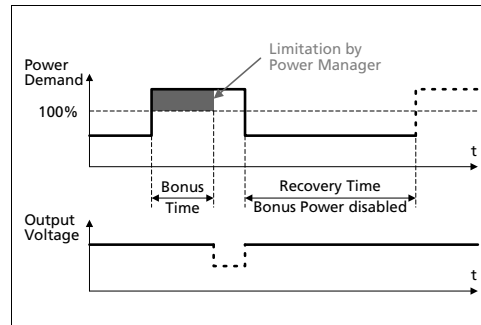 Limitation by
Power Manager
Power
Demand
100%
t
Bonus
Time
Recovery Time
Bonus Power disabled
Output
Voltage
t